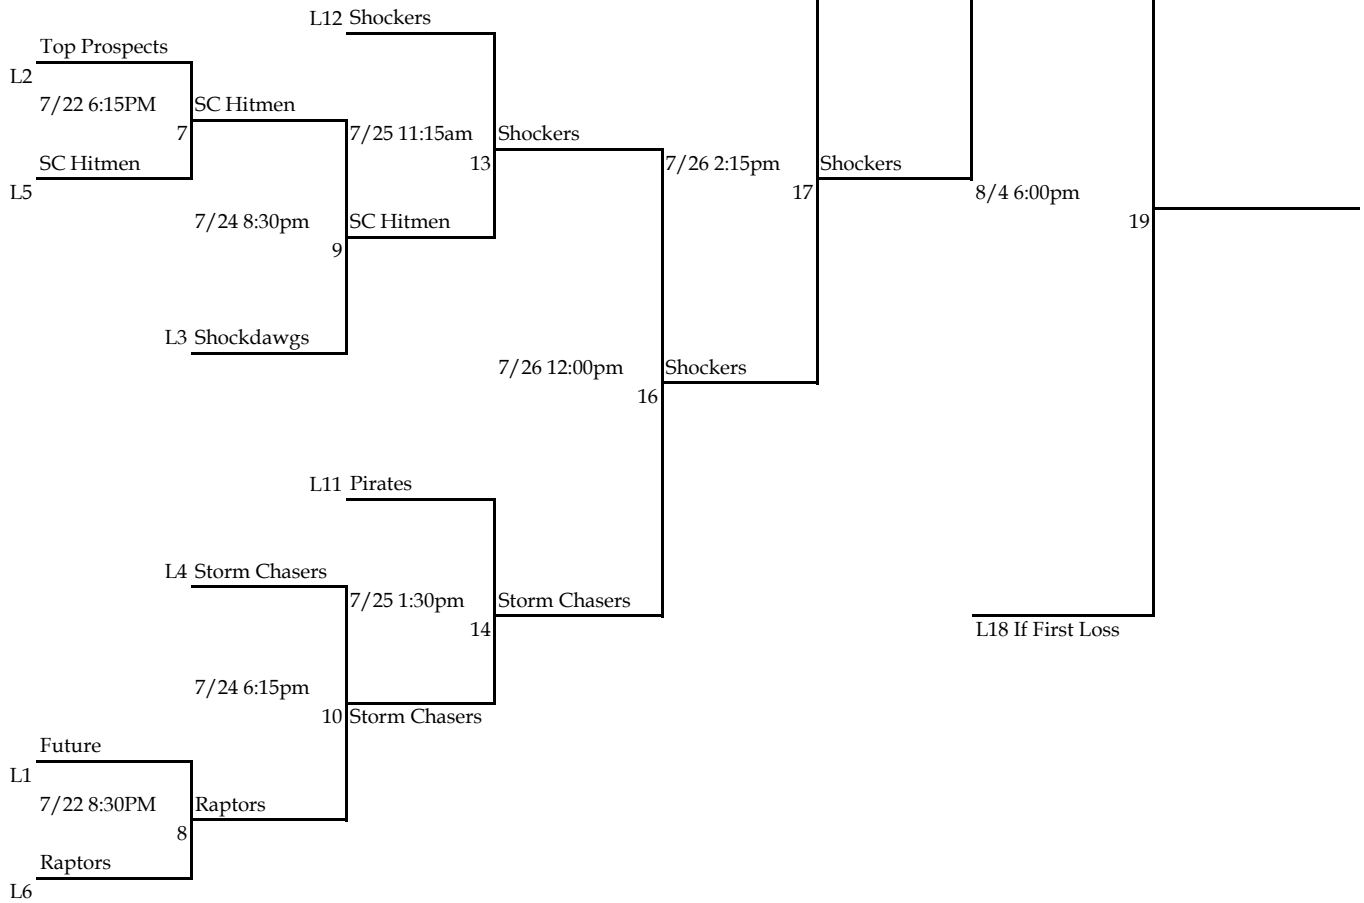 L12 Shockers
Top Prospects
L2
7/22 6:15PM
SC Hitmen
7/25 11:15am
Shockers
7
13
7/26 2:15pm
Shockers
SC Hitmen
L5
17
8/4 6:00pm
7/24 8:30pm
SC Hitmen
19
9
L3 Shockdawgs
7/26 12:00pm
Shockers
16
L11 Pirates
L4 Storm Chasers
7/25 1:30pm
Storm Chasers
14
L18 If First Loss
7/24 6:15pm
10 Storm Chasers
Future
L1
7/22 8:30PM
Raptors
8
Raptors
L6